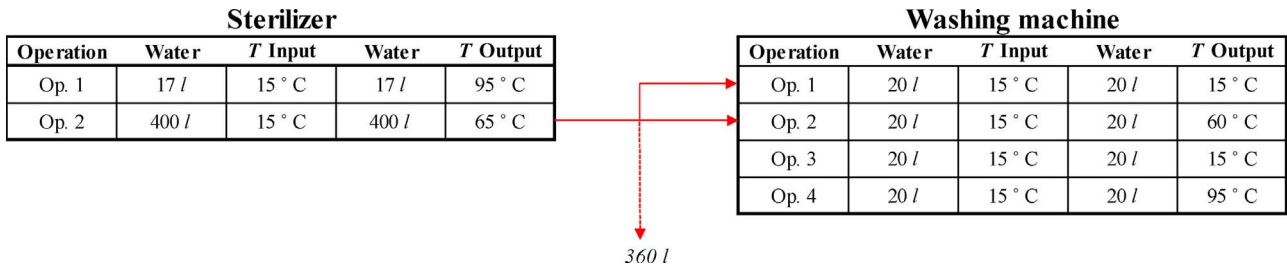 Sterilizer
Operation Water T Input Water T Output
Op. 1 17 l 15 ° C 17 l 95 ° C
Op. 2 400 l 15 ° C 400 l 65 ° C
Washing machine
Operation Water T Input Water T Output
Op. 1 20 l 15 ° C 20 l 15 ° C
Op. 2 20 l 15 ° C 20 l 60 ° C
Op. 3 20 l 15 ° C 20 l 15 ° C
Op. 4 20 l 15 ° C 20 l 95 ° C
360 l